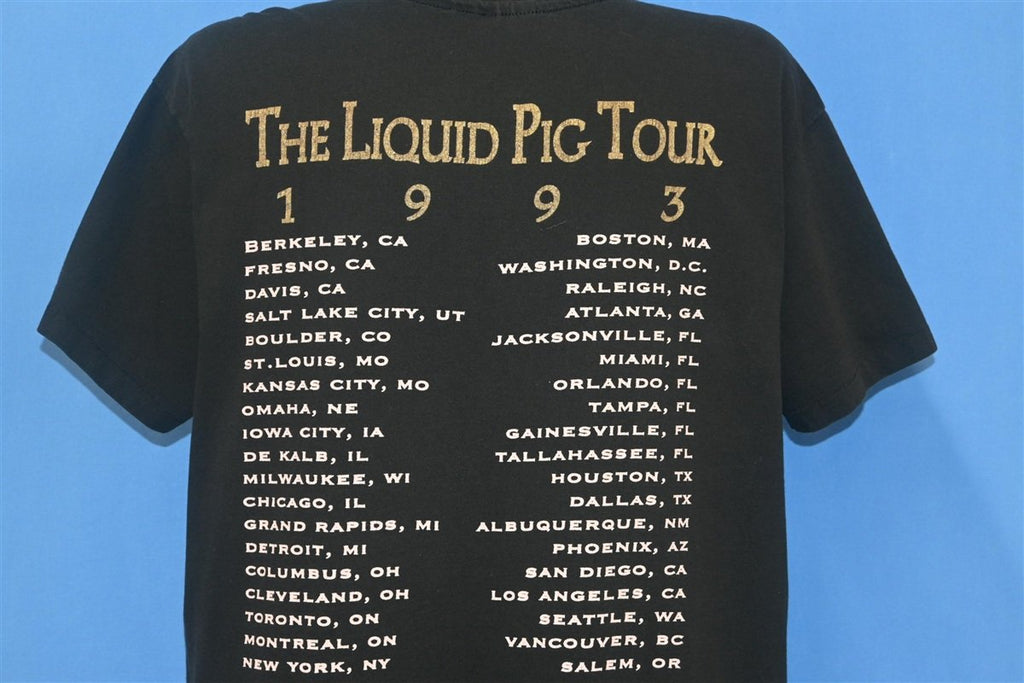 THE LIQUID PIG TOUR
1 9 9 3
BERKELEY, CA
FRESNO, CA
DAVIS, CA
SALT LAKE CITY, UT
BOULDER, CO
ST.LOUIS, MO
KANSAS CITY, MO
OMAHA, NE
IOWA CITY, IA
DE KALB, IL
MILWAUKEE, WI
CHICAGO, IL
GRAND RAPIDS, MI
DETROIT, MI
COLUMBUS, OH
CLEVELAND, OH
TORONTO, ON
MONTREAL, ON
NEW YORK, NY
BOSTON, MA
WASHINGTON, D.C.
RALEIGH, NC
ATLANTA, GA
JACKSONVILLE, FL
MIAMI, FL
ORLANDO, FL
TAMPA, FL
GAINESVILLE, FL
TALLAHASSEE, FL
HOUSTON, TX
DALLAS, TX
ALBUQUERQUE, NM
PHOENIX, AZ
SAN DIEGO, CA
LOS ANGELES, CA
SEATTLE, WA
VANCOUVER, BC
SALEM, OR